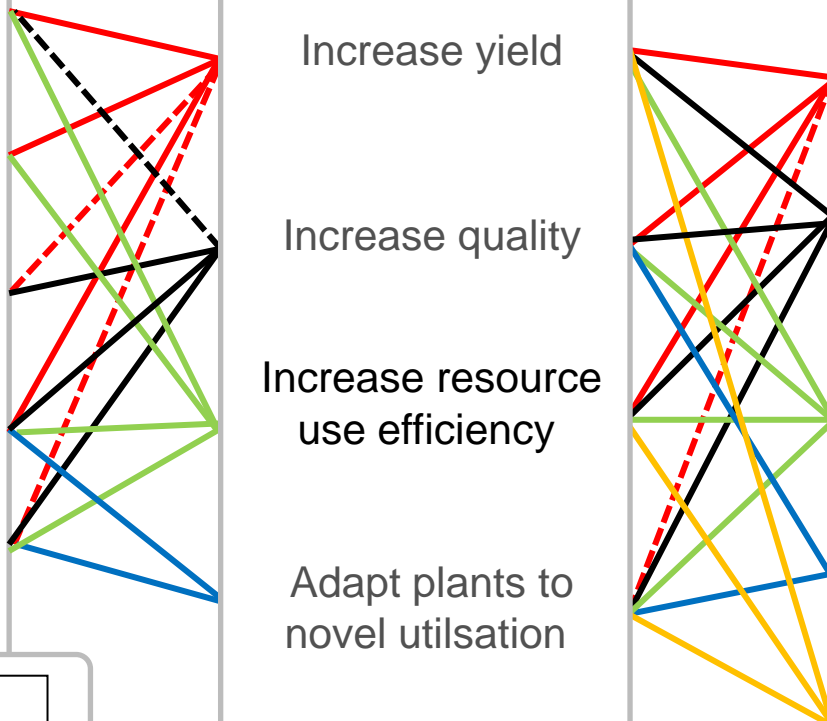 Increase yield
Increase quality
Increase resource
use efficiency
Adapt plants to
novel utilsation